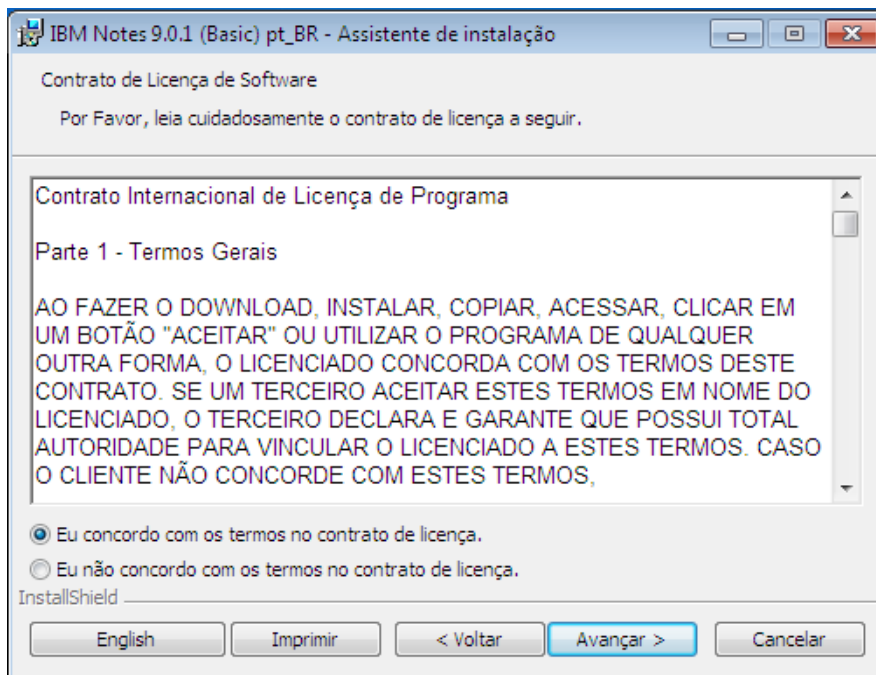 IBM Notes 9.0.1 (Basic) pt_BR - Assistente de instalação
Contrato de Licença de Software
Por Favor, leia cuidadosamente o contrato de licença a seguir.
Contrato Internacional de Licença de Programa
Parte 1 - Termos Gerais
AO FAZER O DOWNLOAD, INSTALAR, COPIAR, ACESSAR, CLICAR EM
UM BOTÃO "ACEITAR" OU UTILIZAR O PROGRAMA DE QUALQUER
OUTRA FORMA, O LICENCIADO CONCORDA COM OS TERMOS DESTE
CONTRATO. SE UM TERCEIRO ACEITAR ESTES TERMOS EM NOME DO
LICENCIADO, O TERCEIRO DECLARA E GARANTE QUE POSSUI TOTAL
AUTORIDADE PARA VINCULAR O LICENCIADO A ESTES TERMOS. CASO
O CLIENTE NÃO CONCORDE COM ESTES TERMOS,
Eu concordo com os termos no contrato de licença.
Eu não concordo com os termos no contrato de licença.
InstallShield
English Imprimir < Voltar Avançar > Cancelar